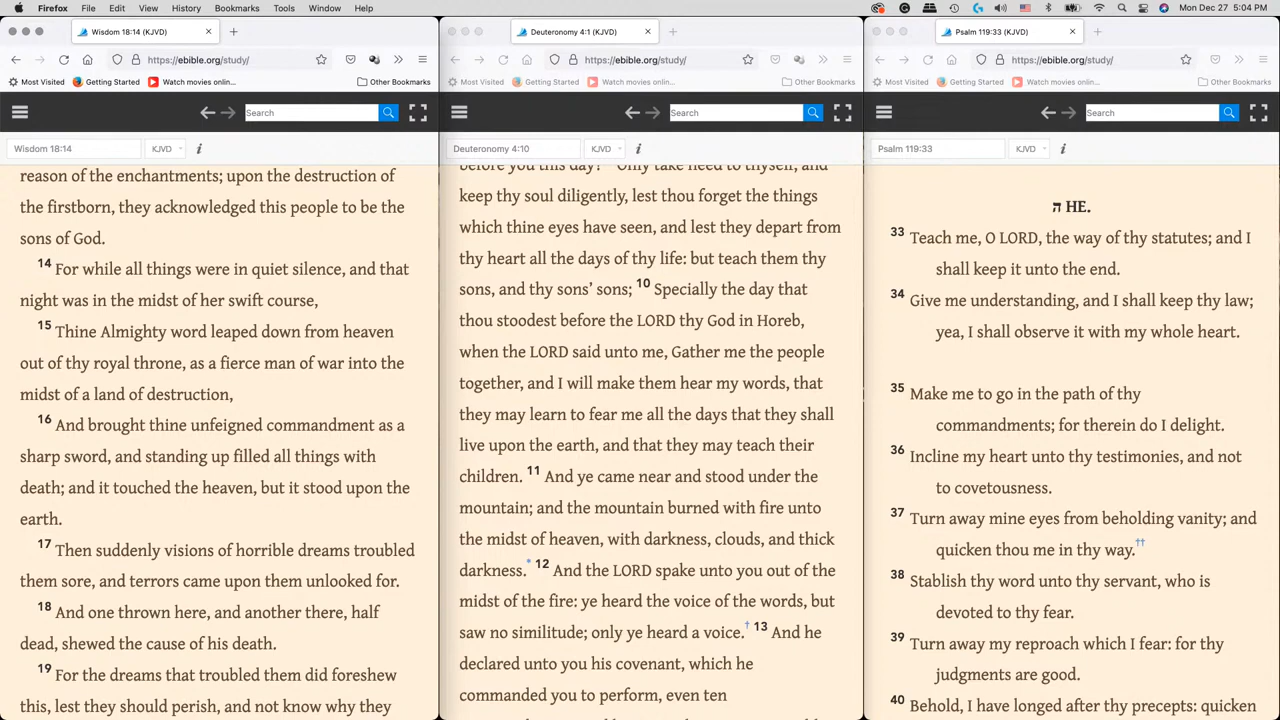 Firefox File Edit View History Bookmarks Tools Window Help Mon Dec 27 5:04 PM
Wisdom 18:14 (KJVD)
https://ebible.org/study/
Most Visited Getting Started Watch movies onlin... Other Bookmarks
Search
Wisdom 18:14 KJVD i
reason of the enchantments; upon the destruction of
the firstborn, they acknowledged this people to be the
sons of God.
14 For while all things were in quiet silence, and that
night was in the midst of her swift course,
15 Thine Almighty word leaped down from heaven
out of thy royal throne, as a fierce man of war into the
midst of a land of destruction,
16 And brought thine unfeigned commandment as a
sharp sword, and standing up filled all things with
death; and it touched the heaven, but it stood upon the
earth.
17 Then suddenly visions of horrible dreams troubled
them sore, and terrors came upon them unlooked for.
18 And one thrown here, and another there, half
dead, shewed the cause of his death.
19 For the dreams that troubled them did foreshew
this, lest they should perish, and not know why they
Deuteronomy 4:1 (KJVD)
https://ebible.org/study/
Most Visited Getting Started Watch movies onlin... Other Bookmarks
Search
Deuteronomy 4:10 KJVD i
before you this day? Only take heed to thyself, and
keep thy soul diligently, lest thou forget the things
which thine eyes have seen, and lest they depart from
thy heart all the days of thy life: but teach them thy
sons, and thy sons’ sons; 10 Specially the day that
thou stoodest before the LORD thy God in Horeb,
when the LORD said unto me, Gather me the people
together, and I will make them hear my words, that
they may learn to fear me all the days that they shall
live upon the earth, and that they may teach their
children. 11 And ye came near and stood under the
mountain; and the mountain burned with fire unto
the midst of heaven, with darkness, clouds, and thick
darkness.* 12 And the LORD spake unto you out of the
midst of the fire: ye heard the voice of the words, but
saw no similitude; only ye heard a voice.† 13 And he
declared unto you his covenant, which he
commanded you to perform, even ten
Psalm 119:33 (KJVD)
https://ebible.org/study/
Most Visited Getting Started Watch movies onlin... Other Bookmarks
Search
Psalm 119:33 KJVD i
ה HE.
33 Teach me, O LORD, the way of thy statutes; and I
shall keep it unto the end.
34 Give me understanding, and I shall keep thy law;
yea, I shall observe it with my whole heart.
35 Make me to go in the path of thy
commandments; for therein do I delight.
36 Incline my heart unto thy testimonies, and not
to covetousness.
37 Turn away mine eyes from beholding vanity; and
quicken thou me in thy way.††
38 Stablish thy word unto thy servant, who is
devoted to thy fear.
39 Turn away my reproach which I fear: for thy
judgments are good.
40 Behold, I have longed after thy precepts: quicken